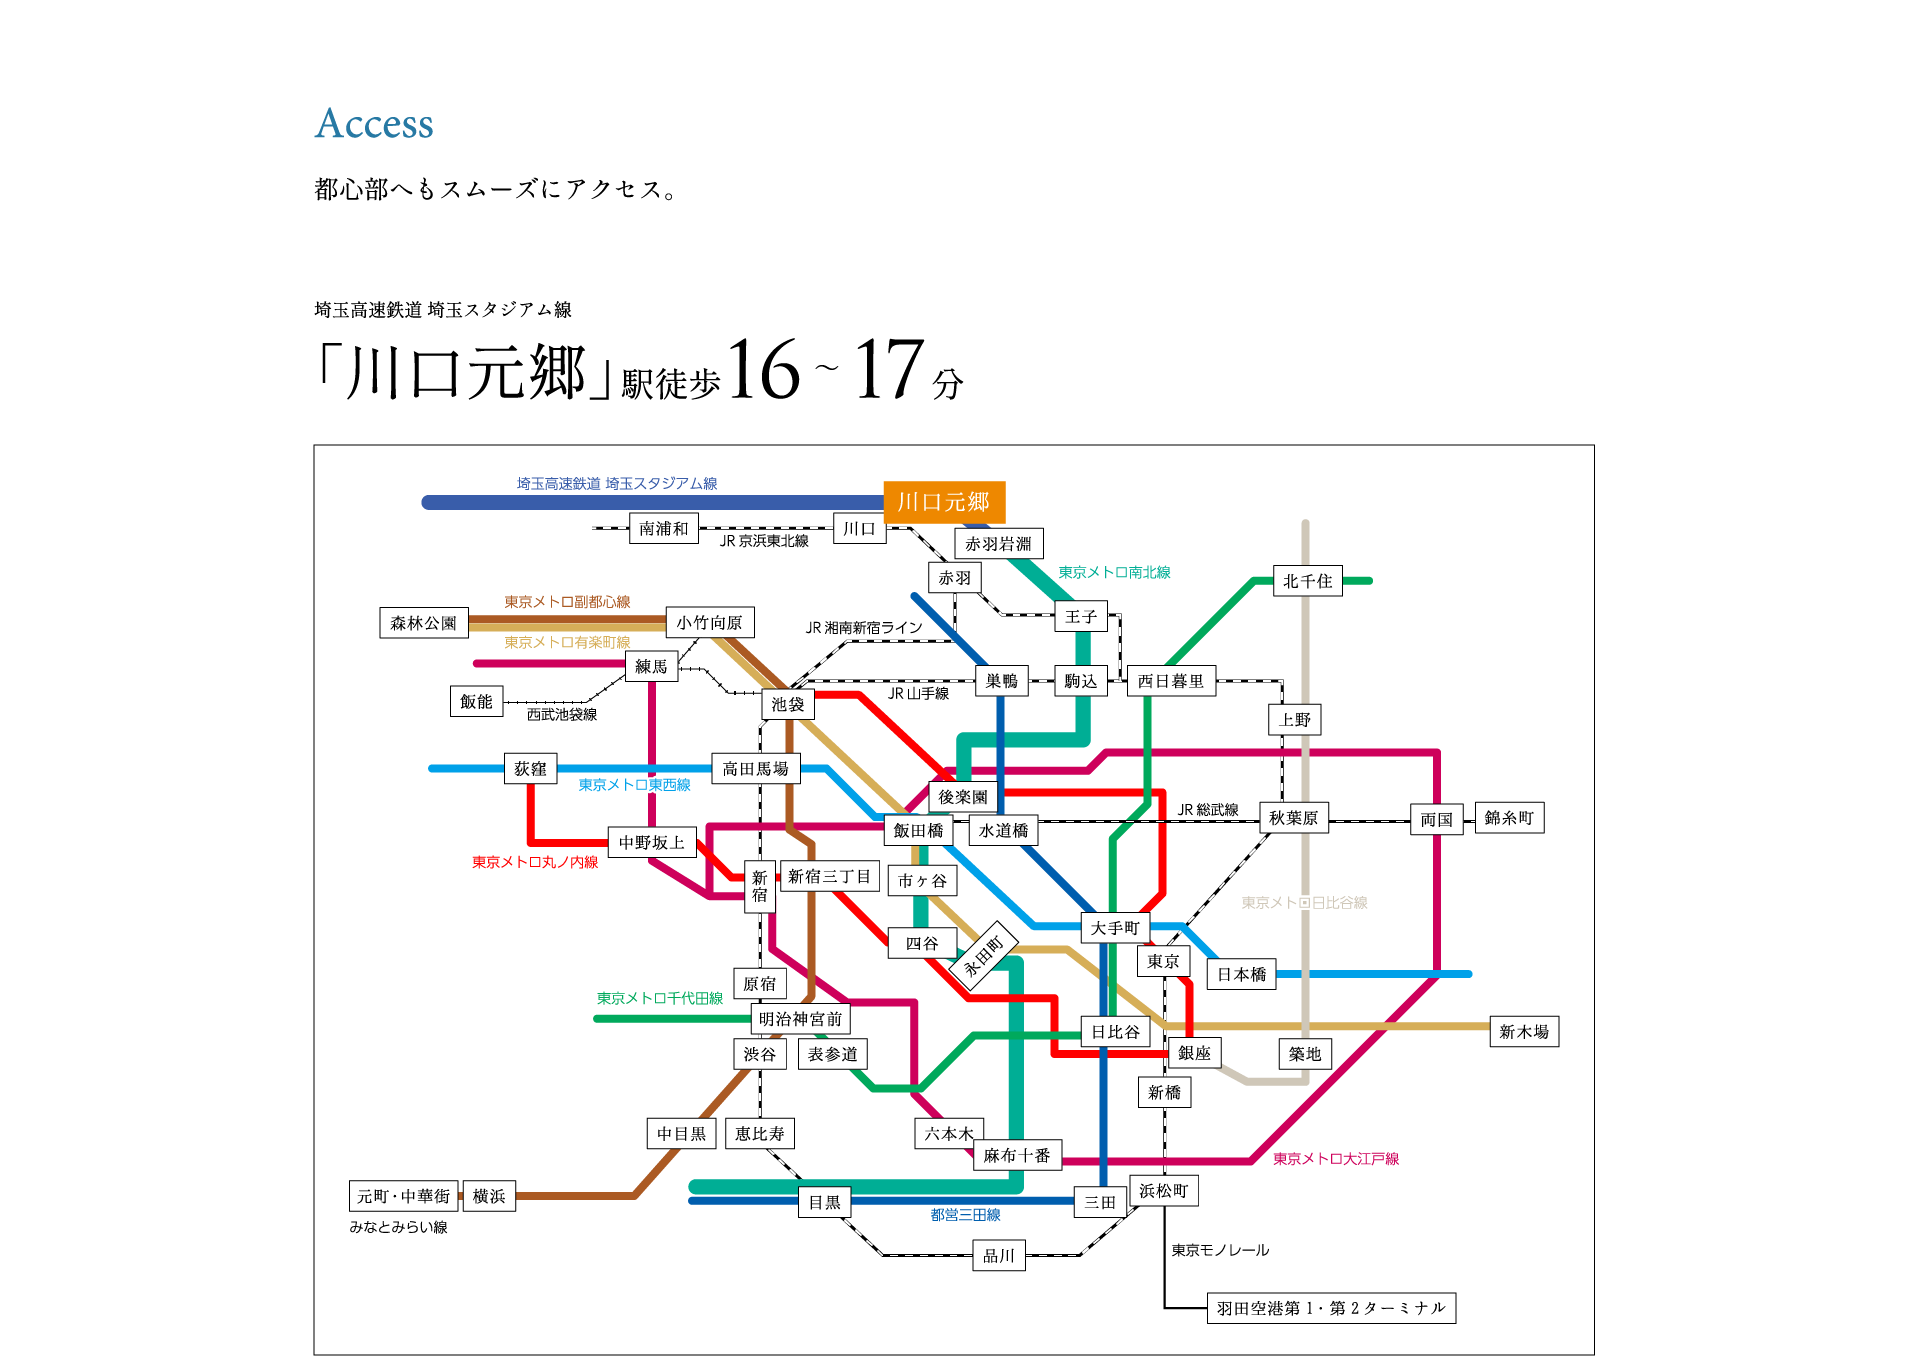 Access
都心部へもスムーズにアクセス。
埼玉高速鉄道 埼玉スタジアム線
「川口元郷」駅徒歩16～17分
埼玉高速鉄道 埼玉スタジアム線
川口元郷
南浦和
川口
JR 京浜東北線
赤羽岩淵
赤羽
東京メトロ南北線
北千住
東京メトロ副都心線
森林公園
小竹向原
王子
JR 湘南新宿ライン
東京メトロ有楽町線
練馬
巣鴨
駒込
西日暮里
JR 山手線
飯能
西武池袋線
池袋
上野
荻窪
高田馬場
東京メトロ東西線
後楽園
JR 総武線
秋葉原
両国
錦糸町
飯田橋
水道橋
中野坂上
東京メトロ丸ノ内線
新宿
新宿三丁目
市ヶ谷
東京メトロ日比谷線
大手町
四谷
永田町
東京
日本橋
原宿
東京メトロ千代田線
明治神宮前
日比谷
新木場
渋谷
表参道
銀座
築地
新橋
中目黒
恵比寿
六本木
麻布十番
東京メトロ大江戸線
元町・中華街
横浜
みなとみらい線
目黒
三田
浜松町
都営三田線
品川
東京モノレール
羽田空港第1・第2ターミナル